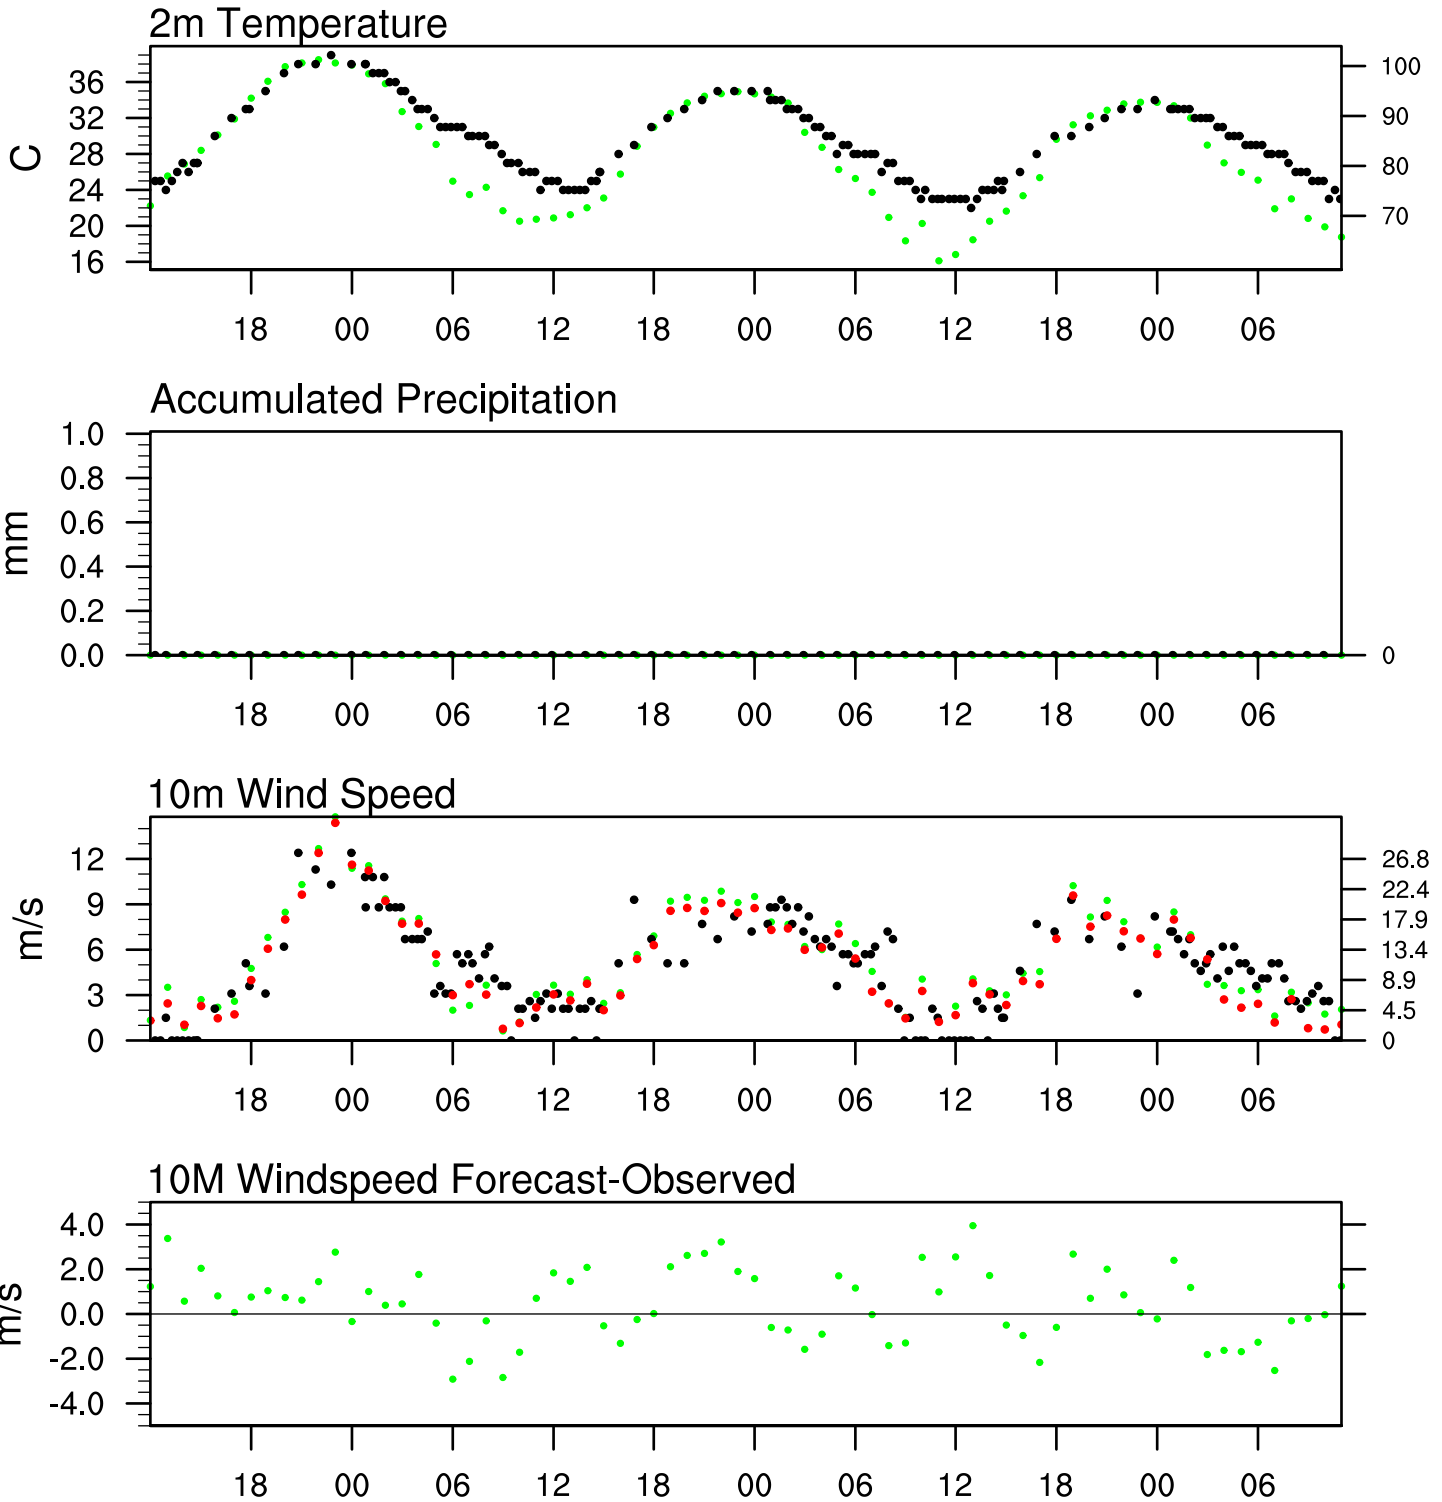 2m Temperature
36 100
32 90
28 80
24 70
20
16
C
18 00 06 12 18 00 06 12 18 00 06
Accumulated Precipitation
1.0
0.8
0.6
0.4
0.2
0.0 0
mm
18 00 06 12 18 00 06 12 18 00 06
10m Wind Speed
12 26.8
22.4
9 17.9
6 13.4
3 8.9
4.5
0 0
m/s
18 00 06 12 18 00 06 12 18 00 06
10M Windspeed Forecast-Observed
4.0
2.0
0.0
-2.0
-4.0
m/s
18 00 06 12 18 00 06 12 18 00 06